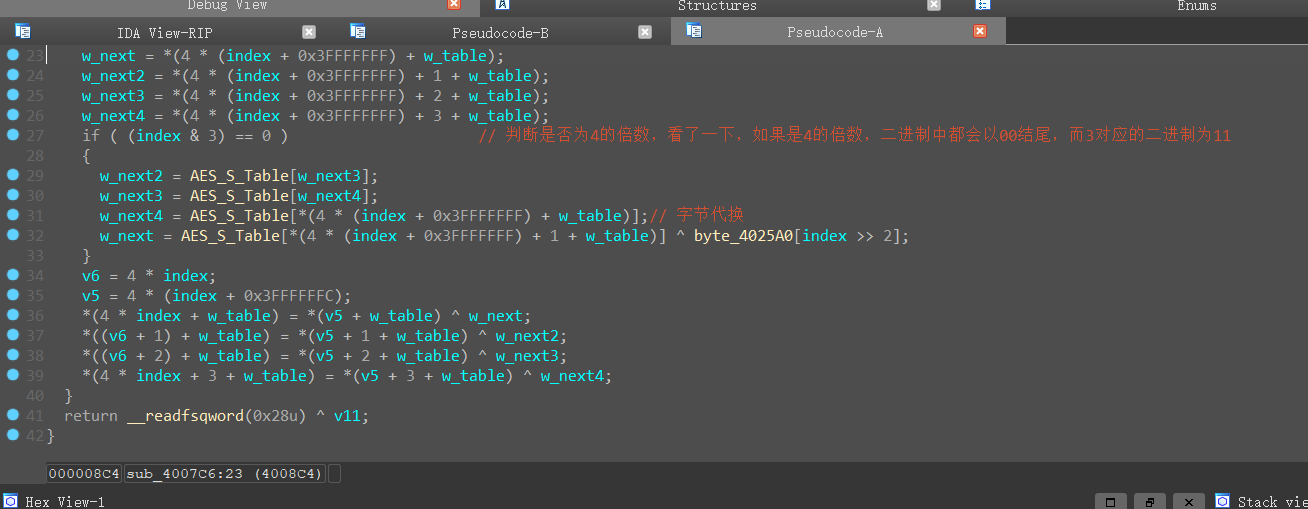 Debug View Structures Enums
IDA View-RIP Pseudocode-B Pseudocode-A
23 w_next = *(4 * (index + 0x3FFFFFFF) + w_table);
24 w_next2 = *(4 * (index + 0x3FFFFFFF) + 1 + w_table);
25 w_next3 = *(4 * (index + 0x3FFFFFFF) + 2 + w_table);
26 w_next4 = *(4 * (index + 0x3FFFFFFF) + 3 + w_table);
27 if ( (index & 3) == 0 ) // 判断是否为4的倍数，看了一下，如果是4的倍数，二进制中都会以00结尾，而3对应的二进制为11
28 {
29 w_next2 = AES_S_Table[w_next3];
30 w_next3 = AES_S_Table[w_next4];
31 w_next4 = AES_S_Table[*(4 * (index + 0x3FFFFFFF) + w_table)];// 字节代换
32 w_next = AES_S_Table[*(4 * (index + 0x3FFFFFFF) + 1 + w_table)] ^ byte_4025A0[index >> 2];
33 }
34 v6 = 4 * index;
35 v5 = 4 * (index + 0x3FFFFFFC);
36 *(4 * index + w_table) = *(v5 + w_table) ^ w_next;
37 *((v6 + 1) + w_table) = *(v5 + 1 + w_table) ^ w_next2;
38 *((v6 + 2) + w_table) = *(v5 + 2 + w_table) ^ w_next3;
39 *(4 * index + 3 + w_table) = *(v5 + 3 + w_table) ^ w_next4;
40 }
41 return __readfsqword(0x28u) ^ v11;
42 }
000008C4 sub_4007C6:23 (4008C4)
Hex View-1 Stack vie